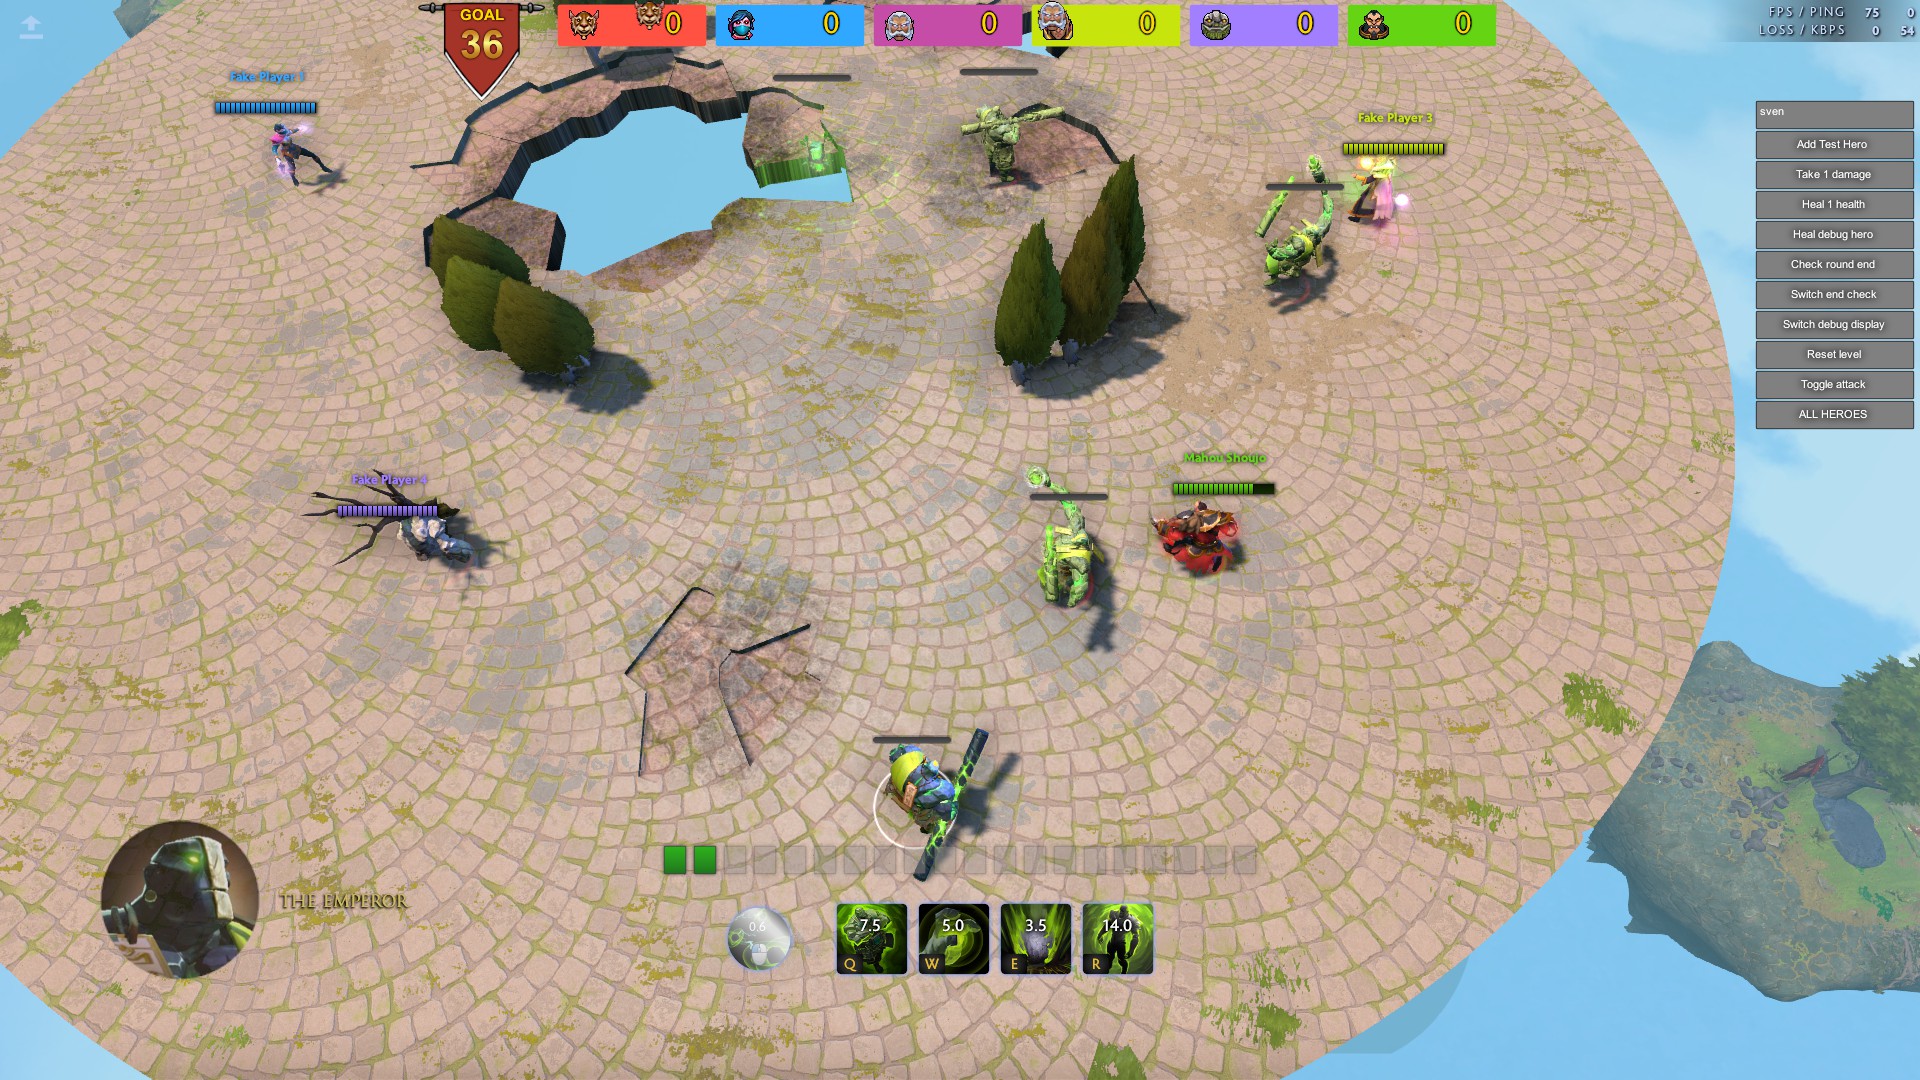 GOAL
36
0
0
0
0
0
0
FPS / PING 75 0
LOSS / KBPS 0 54
Fake Player 1
Fake Player 3
sven
Add Test Hero
Take 1 damage
Heal 1 health
Heal debug hero
Check round end
Switch end check
Switch debug display
Reset level
Toggle attack
ALL HEROES
Mahou Shoujo
Fake Player 4
THE EMPEROR
0.6
7.5
Q
5.0
W
3.5
E
14.0
R